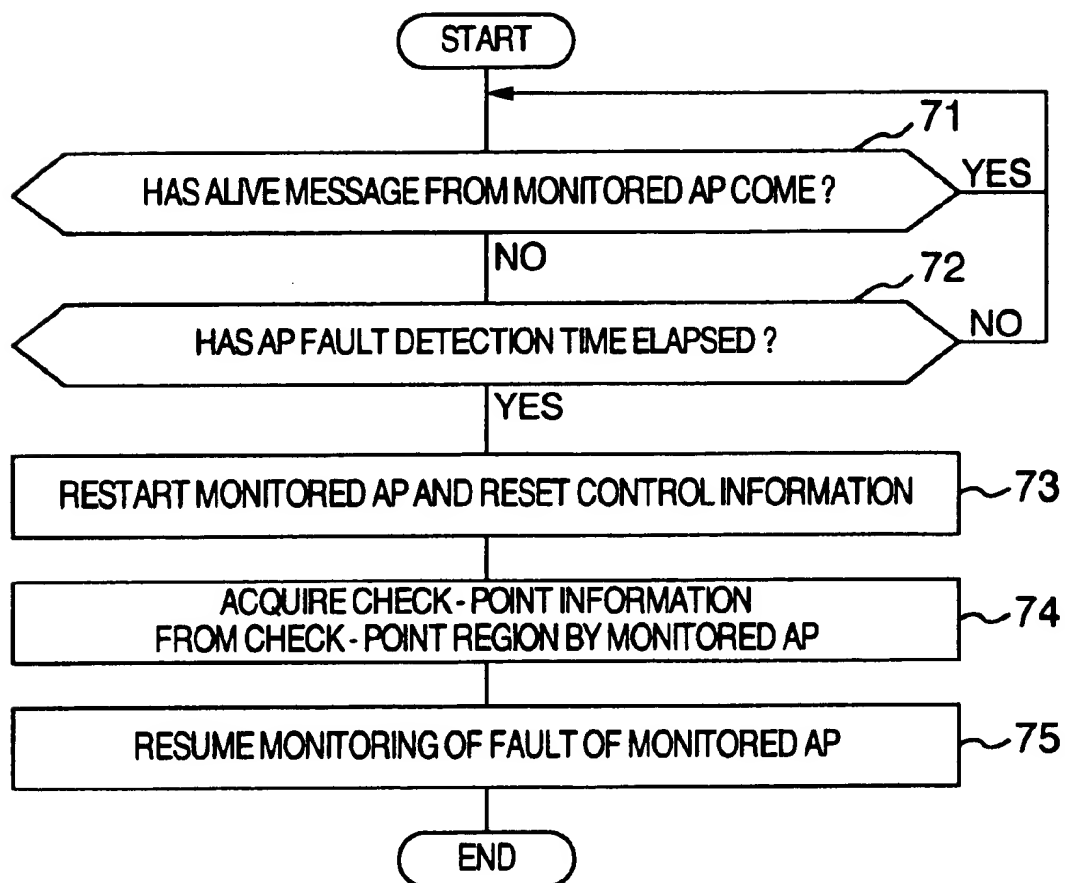 START
71
HAS ALIVE MESSAGE FROM MONITORED AP COME ?
YES
NO
72
HAS AP FAULT DETECTION TIME ELAPSED ?
NO
YES
RESTART MONITORED AP AND RESET CONTROL INFORMATION
73
ACQUIRE CHECK - POINT INFORMATION
FROM CHECK - POINT REGION BY MONITORED AP
74
RESUME MONITORING OF FAULT OF MONITORED AP
75
END